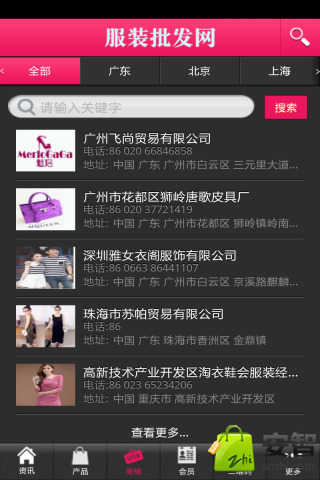 服装批发网
全部 广东 北京 上海
请输入关键字 搜索
MerloGaGa
魅格
广州飞尚贸易有限公司
电话:86 020 66846858
地址: 中国 广东 广州市白云区 三元里大道...
广州市花都区狮岭唐歌皮具厂
电话:86 020 37721419
地址: 中国 广东 广州市花都区 狮岭镇岭南...
深圳雅女衣阁服饰有限公司
电话:86 0663 86441107
地址: 中国 广东 广州市白云区 京溪路麒麟...
珠海市苏帕贸易有限公司
电话:86
地址: 中国 广东 珠海市香洲区 金鼎镇
高新技术产业开发区淘衣鞋会服装经...
电话:86 023 65234206
地址: 中国 重庆市 高新技术产业开发区
查看更多...
安智
Zhi
资讯 产品 商铺 会员 更多